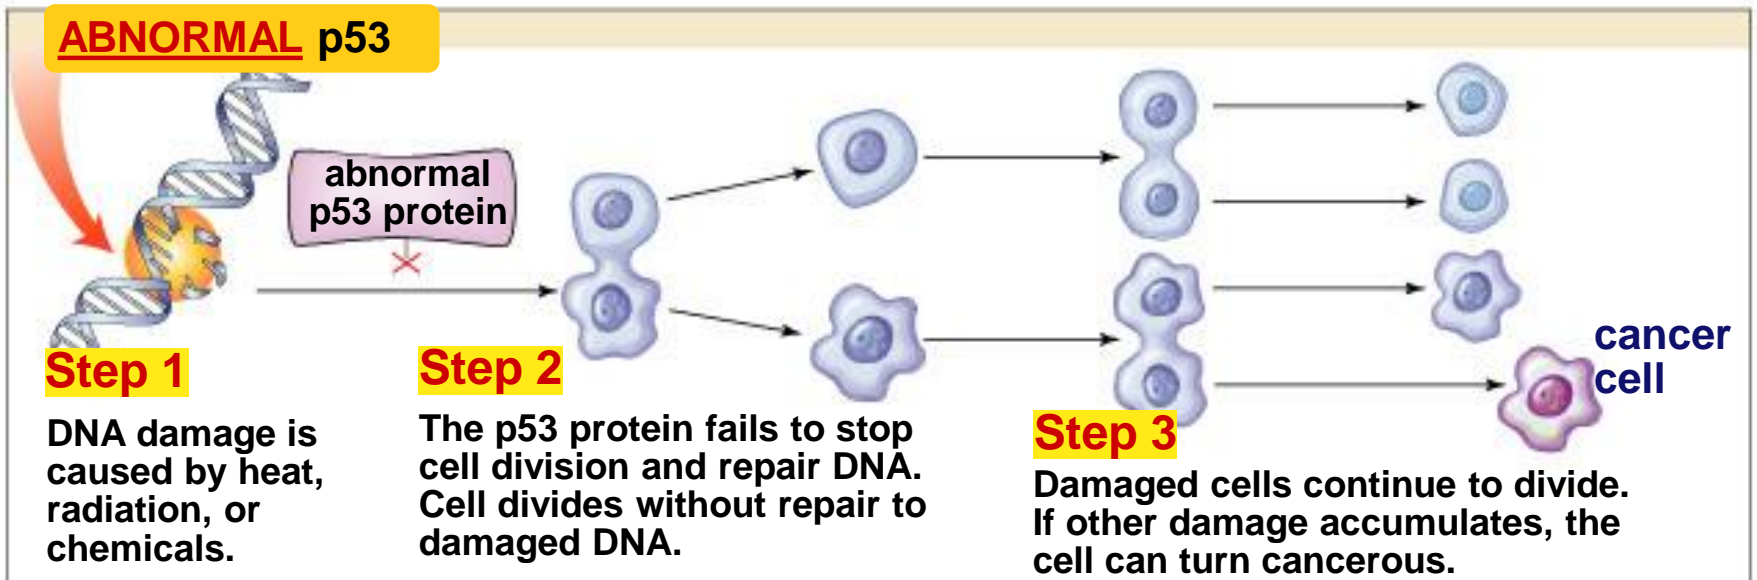 ABNORMAL p53
abnormal
p53 protein
Step 1
DNA damage is
caused by heat,
radiation, or
chemicals.
Step 2
The p53 protein fails to stop
cell division and repair DNA.
Cell divides without repair to
damaged DNA.
Step 3
Damaged cells continue to divide.
If other damage accumulates, the
cell can turn cancerous.
cancer
cell